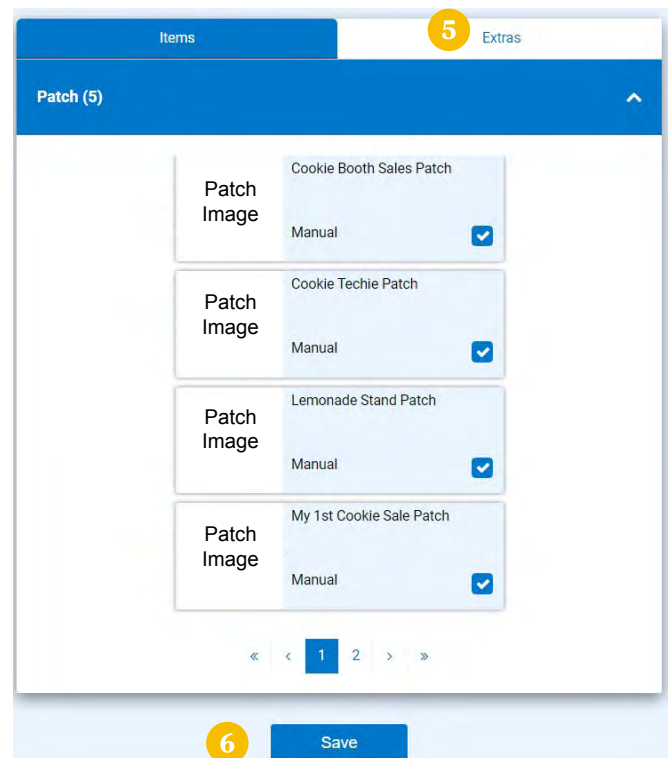 Items
5
Extras
Patch (5)
Patch
Image
Cookie Booth Sales Patch
Manual
Patch
Image
Cookie Techie Patch
Manual
Patch
Image
Lemonade Stand Patch
Manual
Patch
Image
My 1st Cookie Sale Patch
Manual
« ‹ 1 2 › »
6
Save